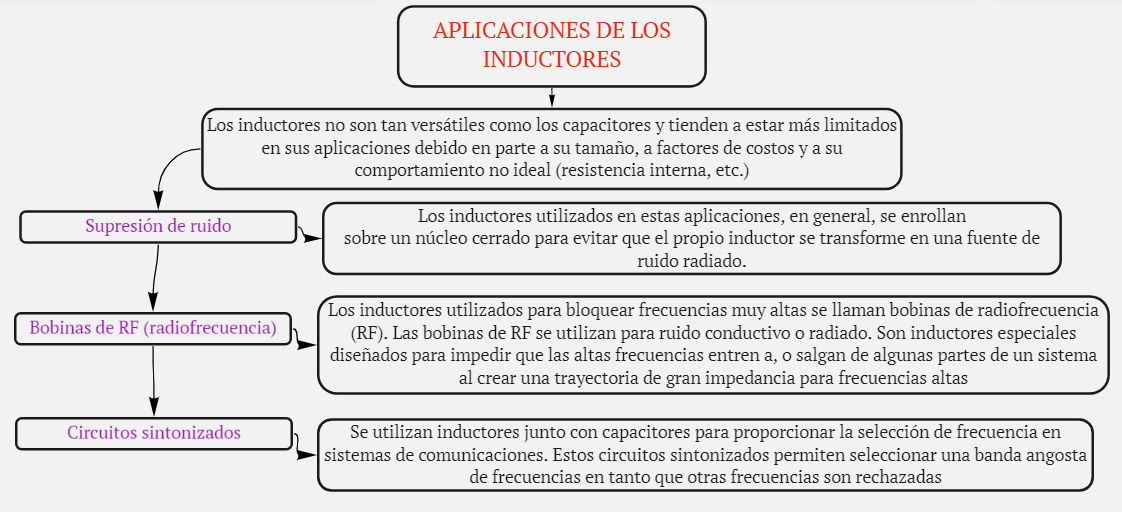 APLICACIONES DE LOS
INDUCTORES
Los inductores no son tan versátiles como los capacitores y tienden a estar más limitados
en sus aplicaciones debido en parte a su tamaño, a factores de costos y a su
comportamiento no ideal (resistencia interna, etc.)
Supresión de ruido
Los inductores utilizados en estas aplicaciones, en general, se enrollan
sobre un núcleo cerrado para evitar que el propio inductor se transforme en una fuente de
ruido radiado.
Bobinas de RF (radiofrecuencia)
Los inductores utilizados para bloquear frecuencias muy altas se llaman bobinas de radiofrecuencia
(RF). Las bobinas de RF se utilizan para ruido conductivo o radiado. Son inductores especiales
diseñados para impedir que las altas frecuencias entren a, o salgan de algunas partes de un sistema
al crear una trayectoria de gran impedancia para frecuencias altas
Circuitos sintonizados
Se utilizan inductores junto con capacitores para proporcionar la selección de frecuencia en
sistemas de comunicaciones. Estos circuitos sintonizados permiten seleccionar una banda angosta
de frecuencias en tanto que otras frecuencias son rechazadas